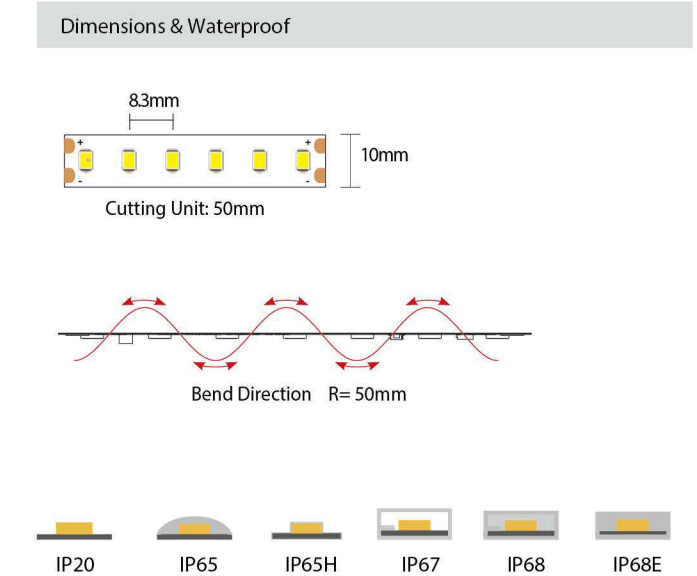 Dimensions & Waterproof
8.3mm
+ +
10mm
- -
Cutting Unit: 50mm
Bend Direction R= 50mm
IP20 IP65 IP65H IP67 IP68 IP68E